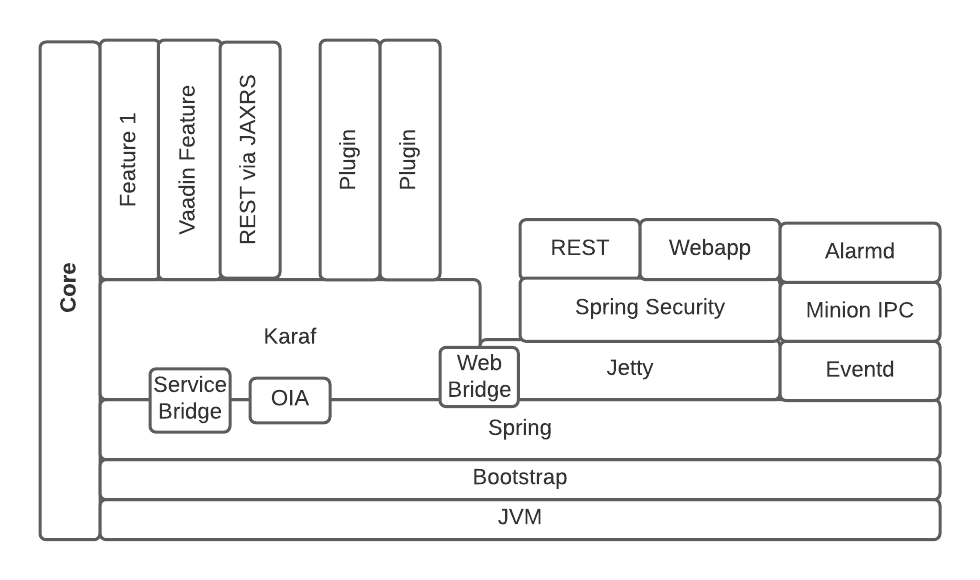 Core
Feature 1
Vaadin Feature
REST via JAXRS
Plugin
Plugin
REST
Webapp
Alarmd
Spring Security
Minion IPC
Karaf
Web
Bridge
Jetty
Eventd
Service
Bridge
OIA
Spring
Bootstrap
JVM